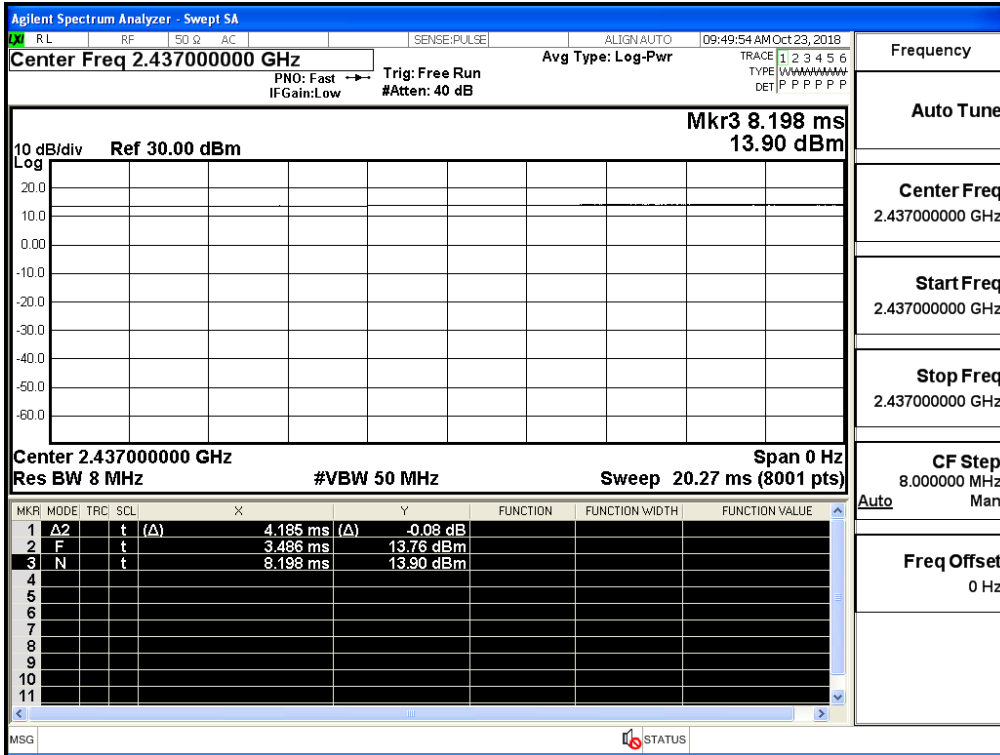 Agilent Spectrum Analyzer - Swept SA
LXI RL RF 50 Ω AC SENSE:PULSE ALIGN AUTO 09:49:54 AM Oct 23, 2018
Center Freq 2.437000000 GHz
PNO: Fast
IFGain:Low
Trig: Free Run
#Atten: 40 dB
Avg Type: Log-Pwr
TRACE 1 2 3 4 5 6
TYPE WWWWWW
DET P P P P P P
Mkr3 8.198 ms
13.90 dBm
10 dB/div Ref 30.00 dBm
Log
20.0
10.0
0.00
-10.0
-20.0
-30.0
-40.0
-50.0
-60.0
Center 2.437000000 GHz Span 0 Hz
Res BW 8 MHz #VBW 50 MHz Sweep 20.27 ms (8001 pts)
MKR MODE TRC SCL X Y FUNCTION FUNCTION WIDTH FUNCTION VALUE
1 Δ2 t (Δ) 4.185 ms (Δ) -0.08 dB
2 F t 3.486 ms 13.76 dBm
3 N t 8.198 ms 13.90 dBm
4
5
6
7
8
9
10
11
MSG STATUS
Frequency
Auto Tune
Center Freq
2.437000000 GHz
Start Freq
2.437000000 GHz
Stop Freq
2.437000000 GHz
CF Step
8.000000 MHz
Auto Man
Freq Offset
0 Hz